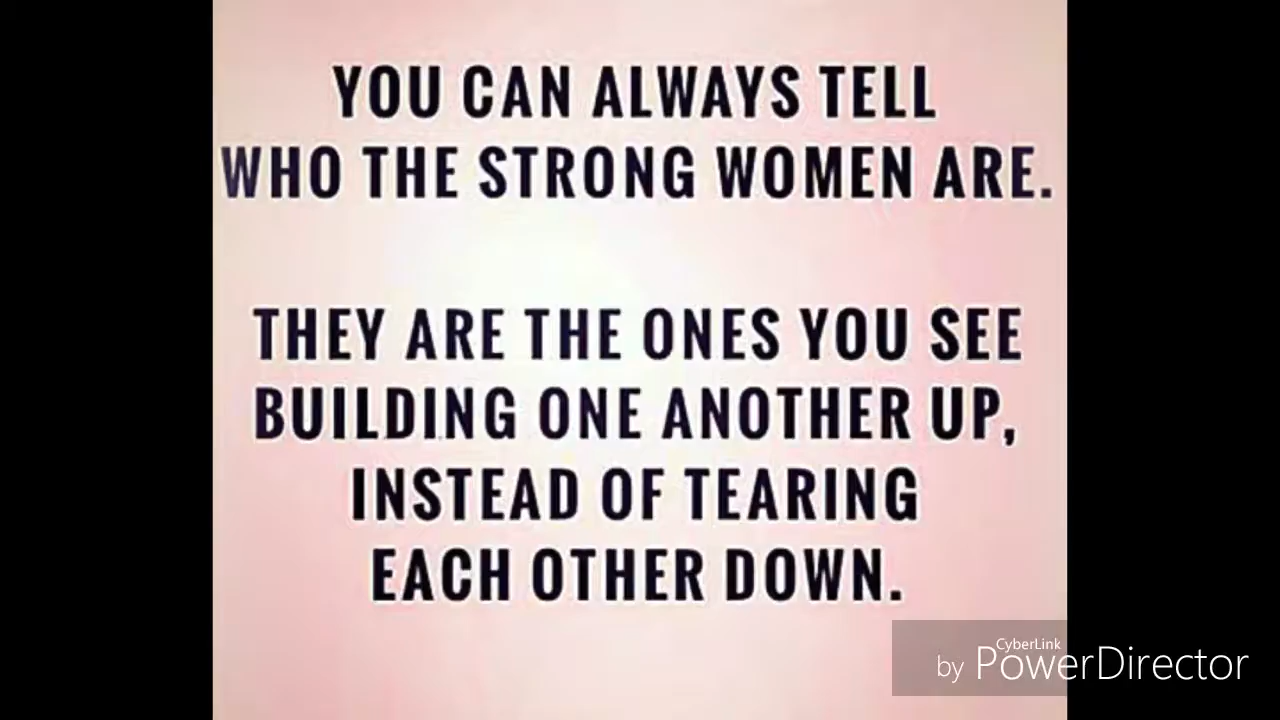 YOU CAN ALWAYS TELL
WHO THE STRONG WOMEN ARE.
THEY ARE THE ONES YOU SEE
BUILDING ONE ANOTHER UP,
INSTEAD OF TEARING
EACH OTHER DOWN.
CyberLink
by PowerDirector